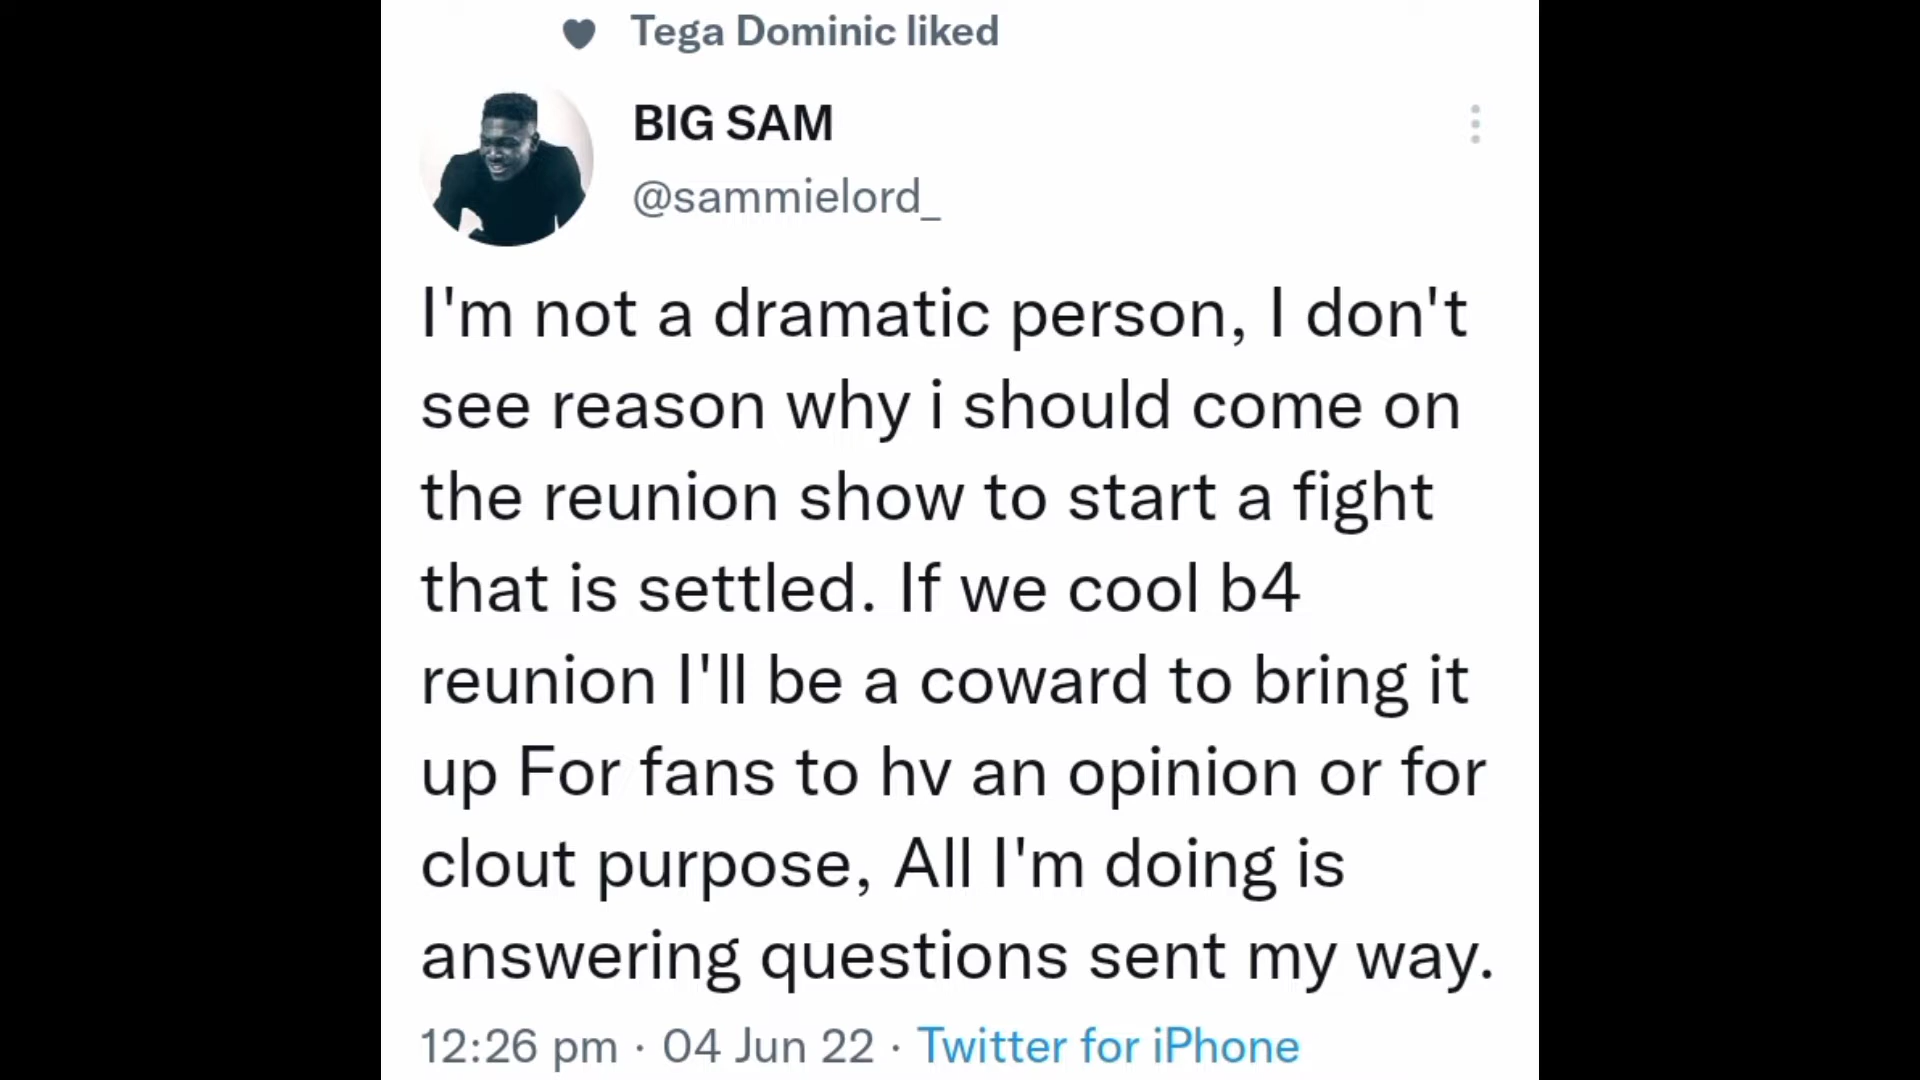 Tega Dominic liked
BIG SAM
@sammielord_
I'm not a dramatic person, I don't
see reason why i should come on
the reunion show to start a fight
that is settled. If we cool b4
reunion I'll be a coward to bring it
up For fans to hv an opinion or for
clout purpose, All I'm doing is
answering questions sent my way.
12:26 pm · 04 Jun 22 · Twitter for iPhone